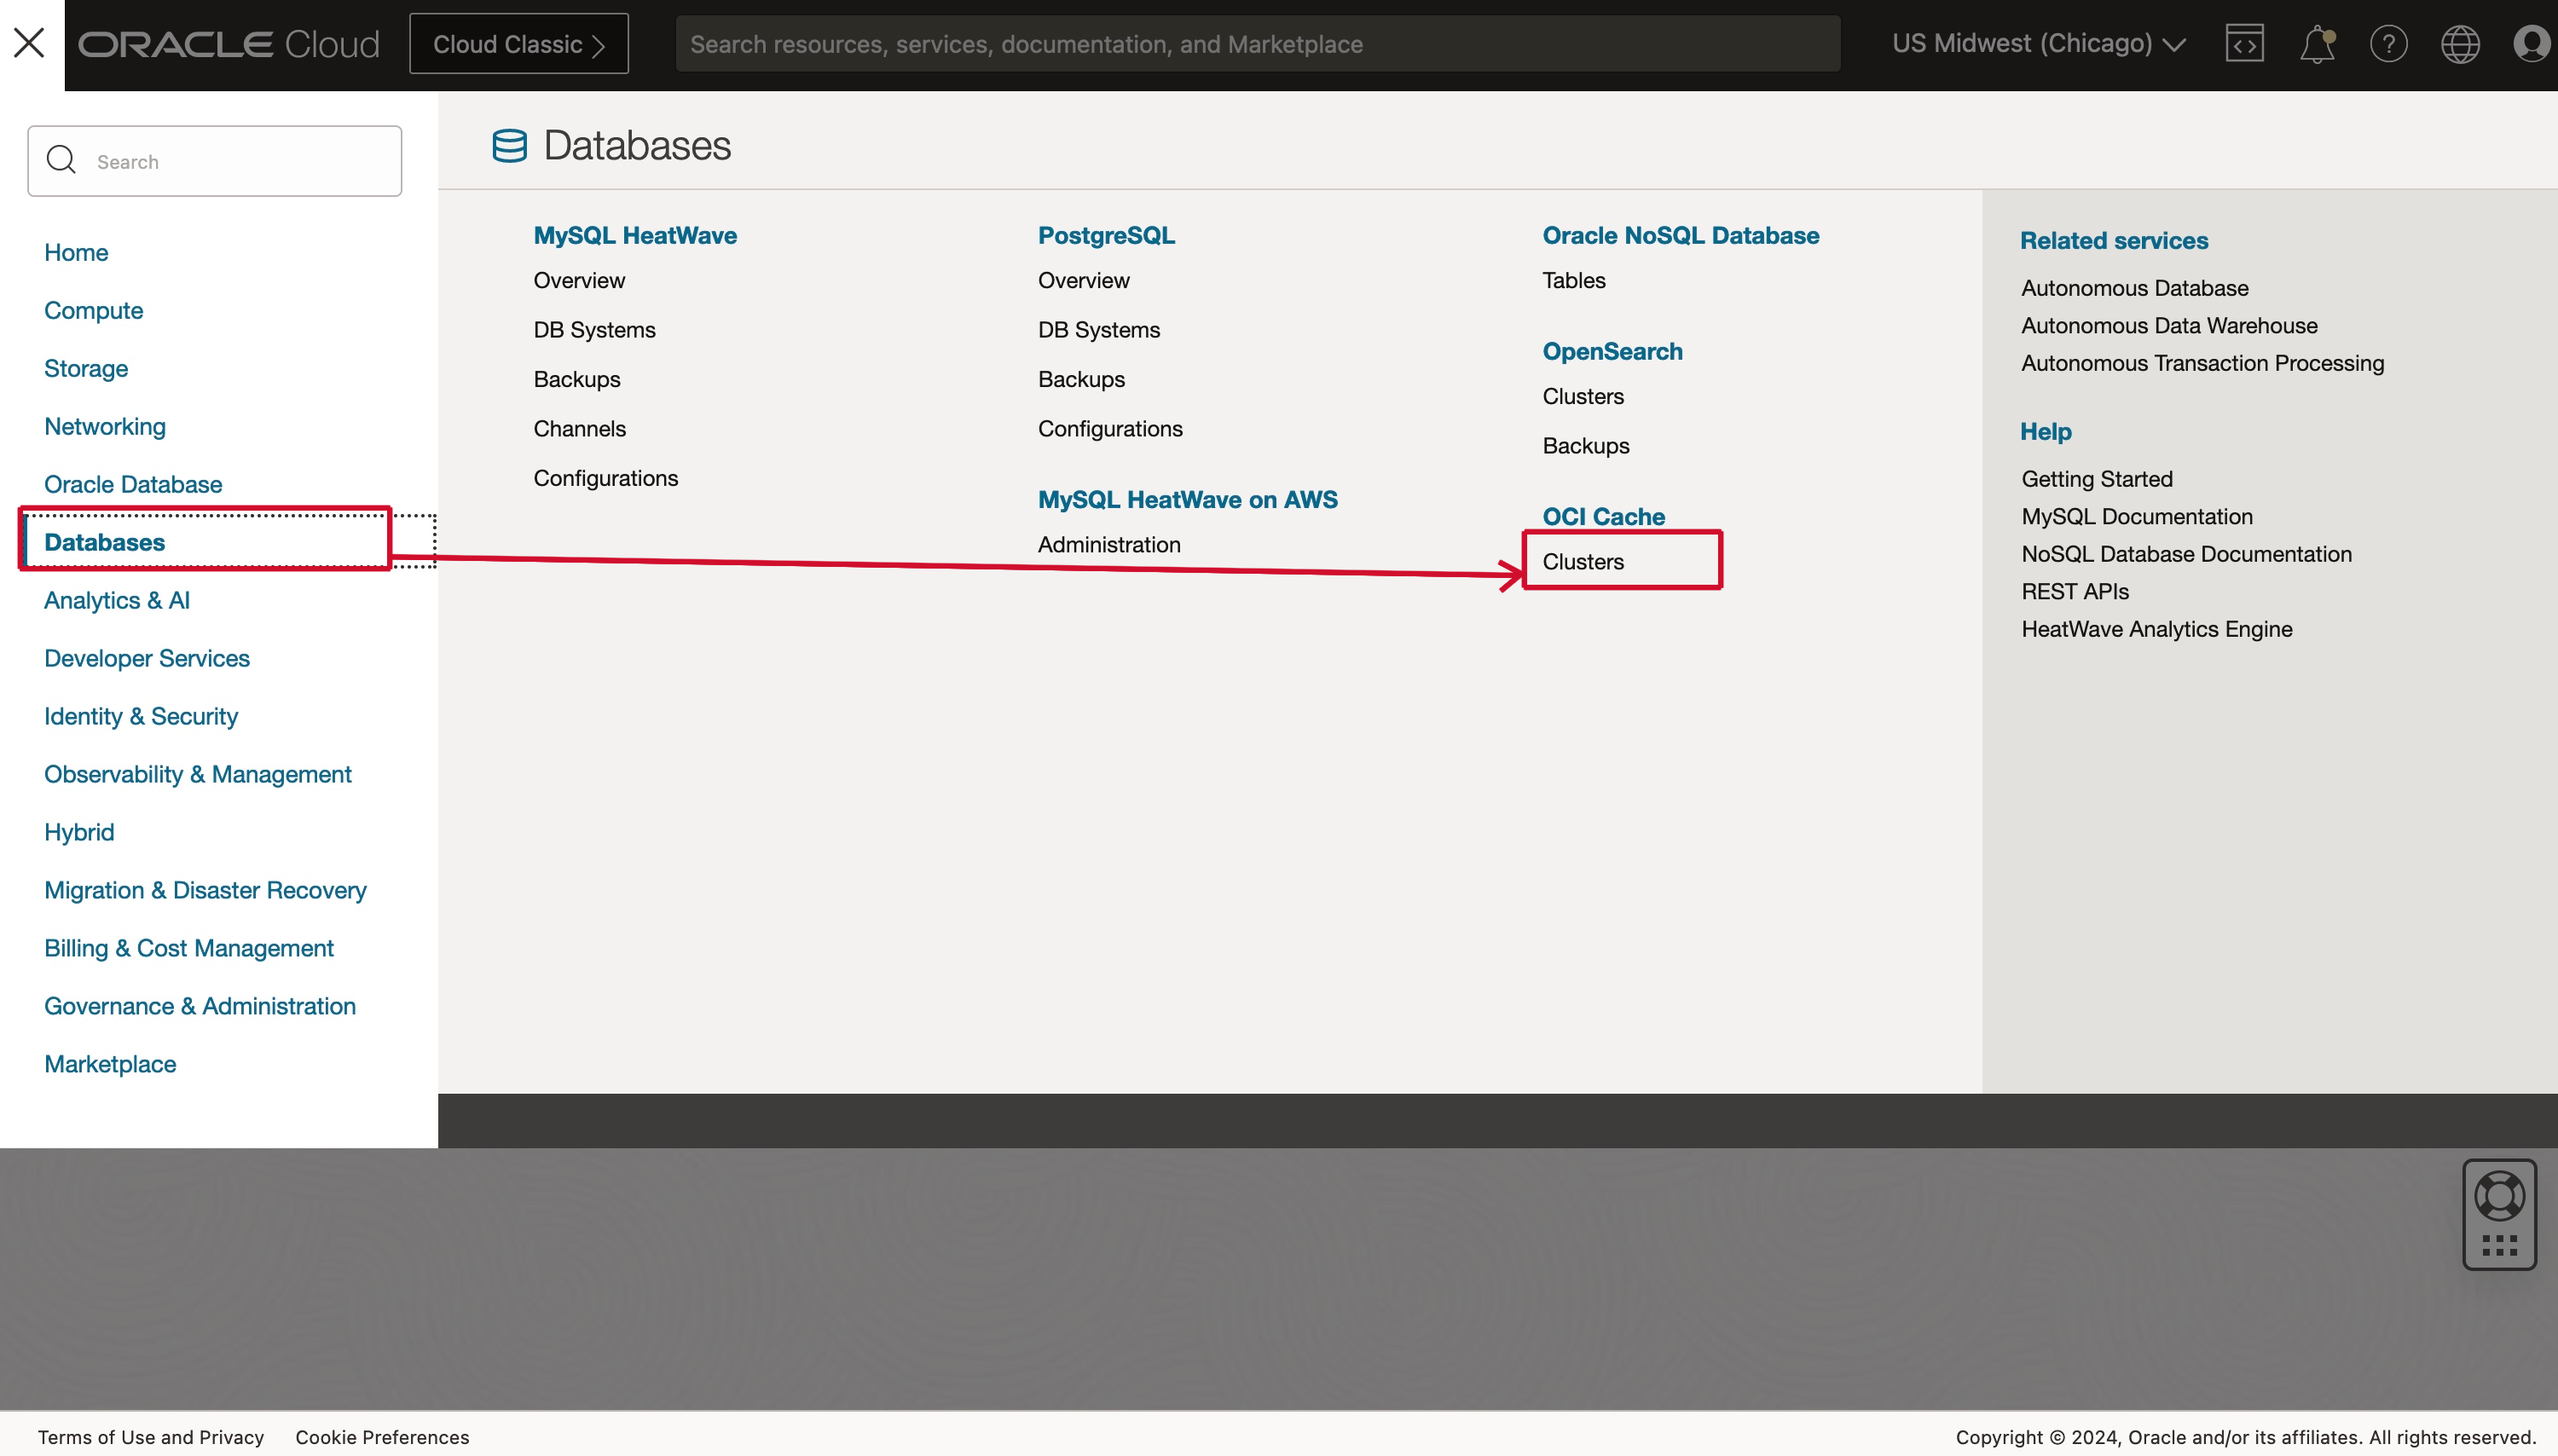 ORACLE Cloud
Cloud Classic
Search resources, services, documentation, and Marketplace
US Midwest (Chicago)
Search
Home
Compute
Storage
Networking
Oracle Database
Databases
Analytics & AI
Developer Services
Identity & Security
Observability & Management
Hybrid
Migration & Disaster Recovery
Billing & Cost Management
Governance & Administration
Marketplace
Databases
MySQL HeatWave
Overview
DB Systems
Backups
Channels
Configurations
PostgreSQL
Overview
DB Systems
Backups
Configurations
MySQL HeatWave on AWS
Administration
Oracle NoSQL Database
Tables
OpenSearch
Clusters
Backups
OCI Cache
Clusters
Related services
Autonomous Database
Autonomous Data Warehouse
Autonomous Transaction Processing
Help
Getting Started
MySQL Documentation
NoSQL Database Documentation
REST APIs
HeatWave Analytics Engine
Terms of Use and Privacy
Cookie Preferences
Copyright © 2024, Oracle and/or its affiliates. All rights reserved.